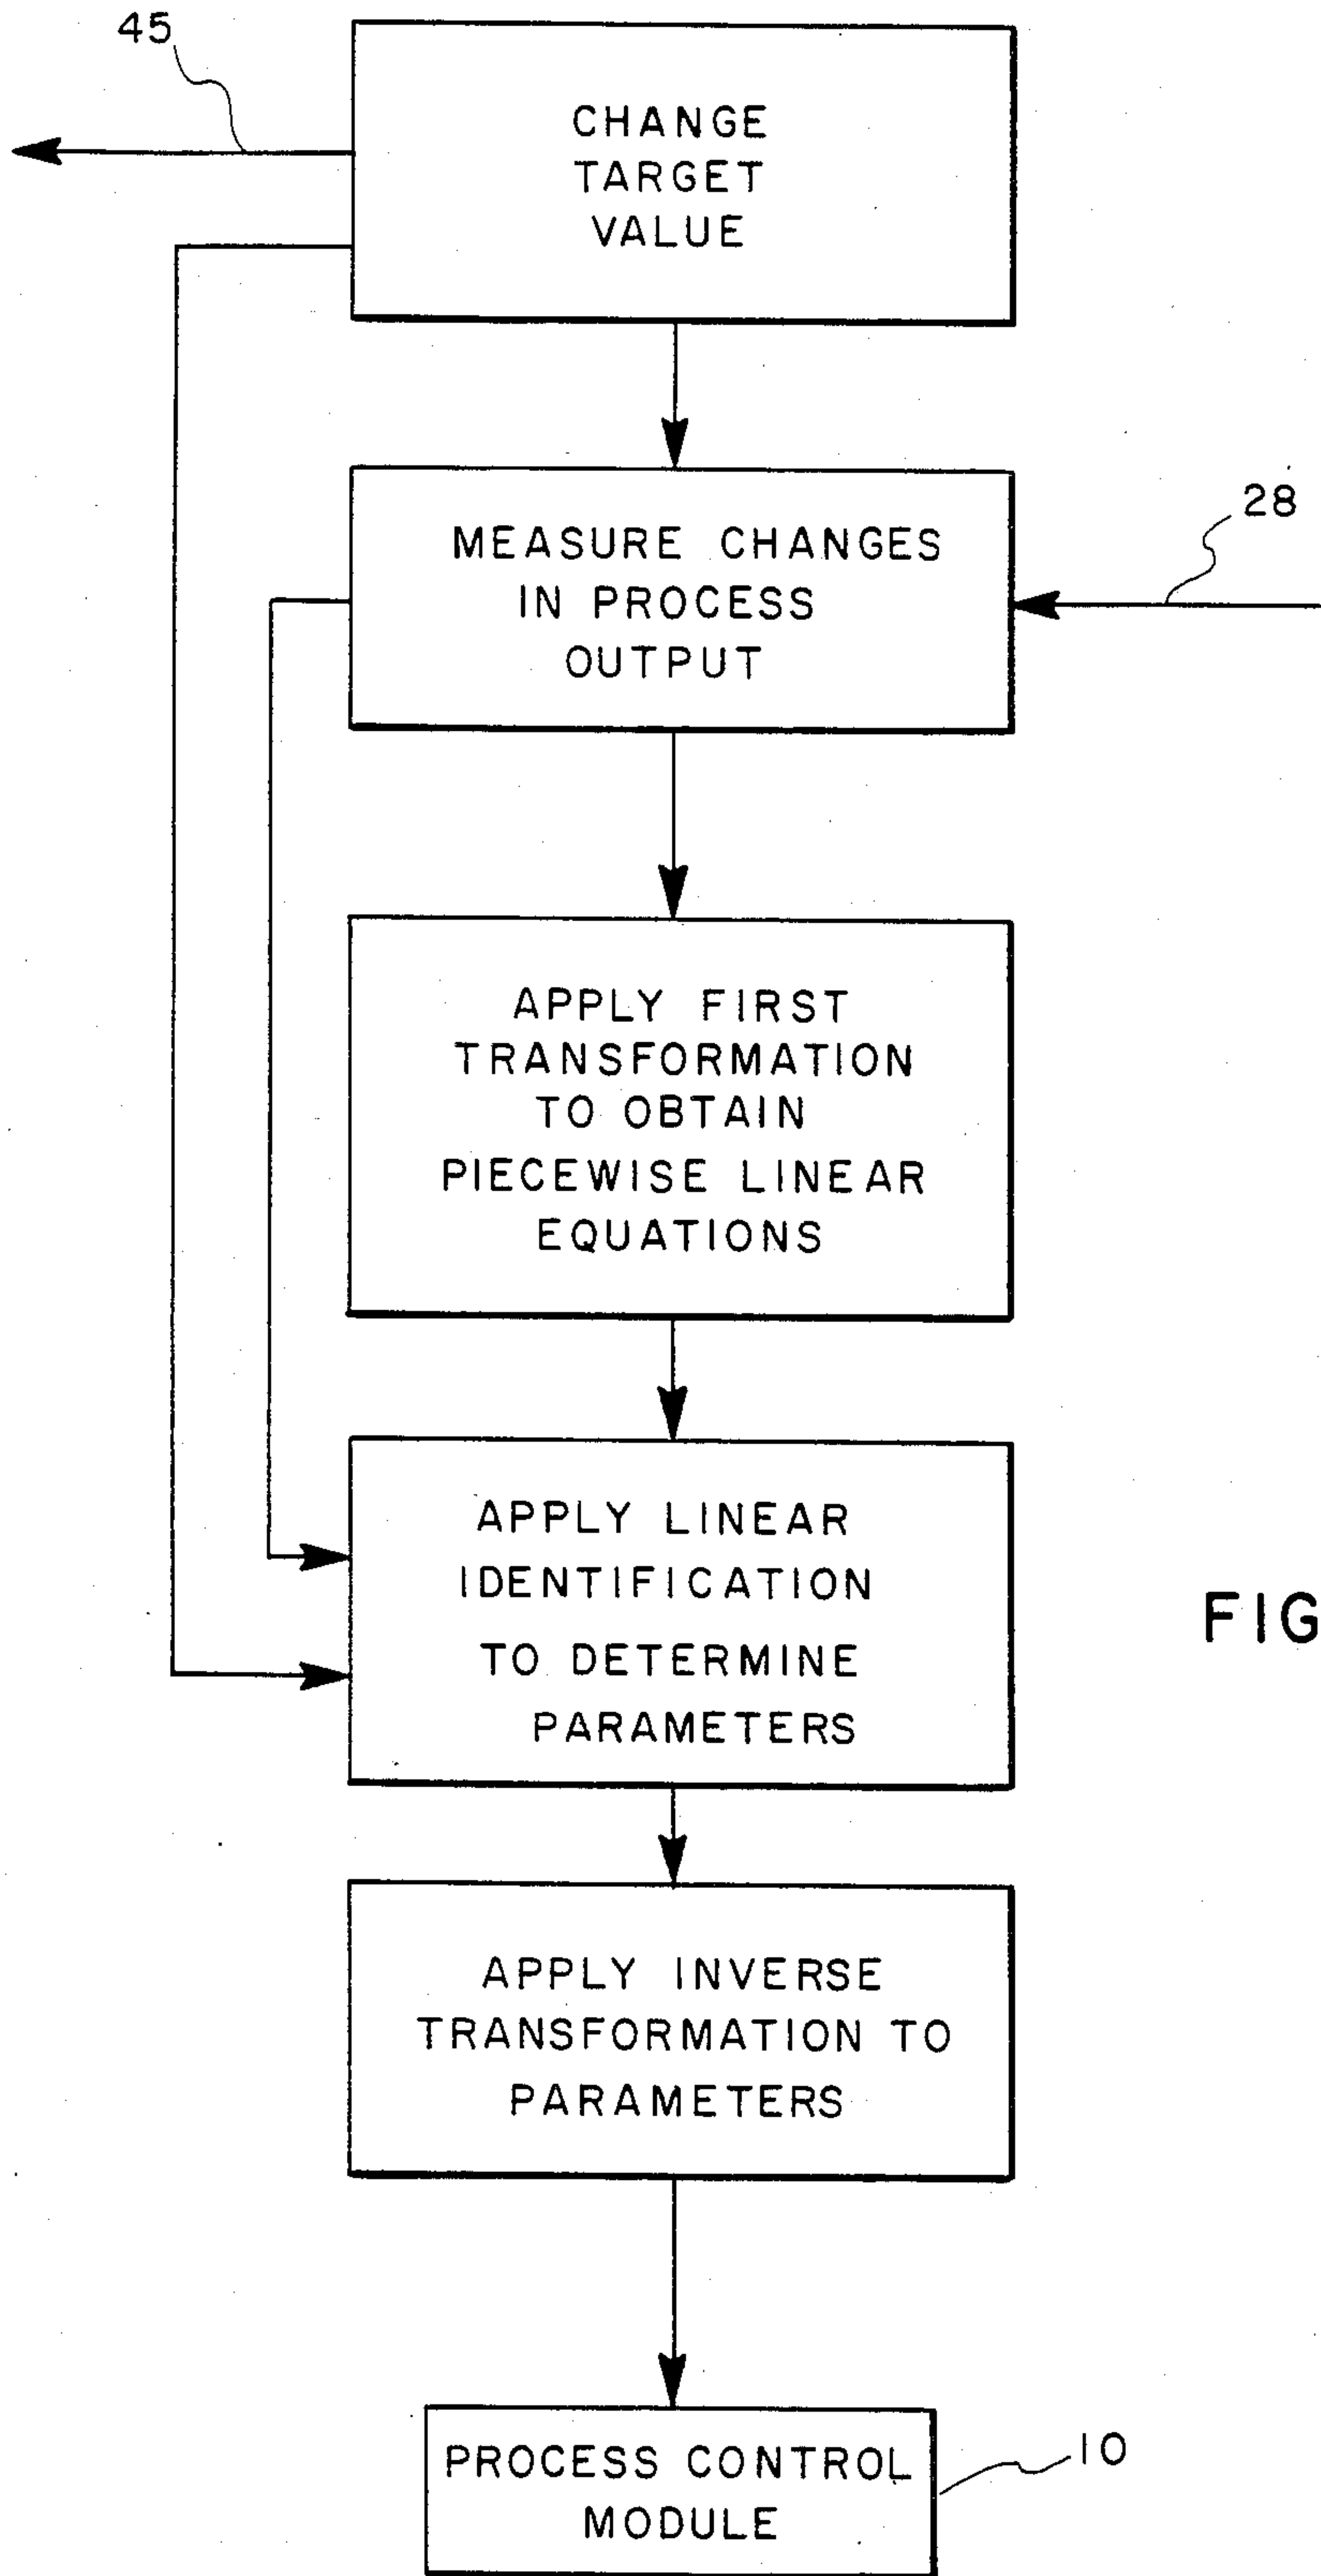 45
CHANGE
TARGET
VALUE
28
MEASURE CHANGES
IN PROCESS
OUTPUT
APPLY FIRST
TRANSFORMATION
TO OBTAIN
PIECEWISE LINEAR
EQUATIONS
APPLY LINEAR
IDENTIFICATION
TO DETERMINE
PARAMETERS
FIG
APPLY INVERSE
TRANSFORMATION TO
PARAMETERS
PROCESS CONTROL
MODULE
10